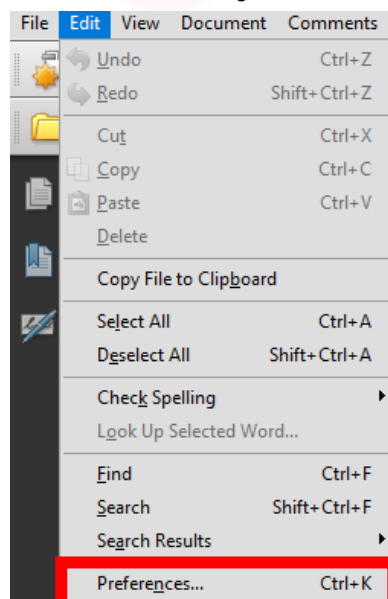 File Edit View Document Comments
Undo Ctrl+Z
Redo Shift+Ctrl+Z
Cut Ctrl+X
Copy Ctrl+C
Paste Ctrl+V
Delete
Copy File to Clipboard
Select All Ctrl+A
Deselect All Shift+Ctrl+A
Check Spelling
Look Up Selected Word...
Find Ctrl+F
Search Shift+Ctrl+F
Search Results
Preferences... Ctrl+K